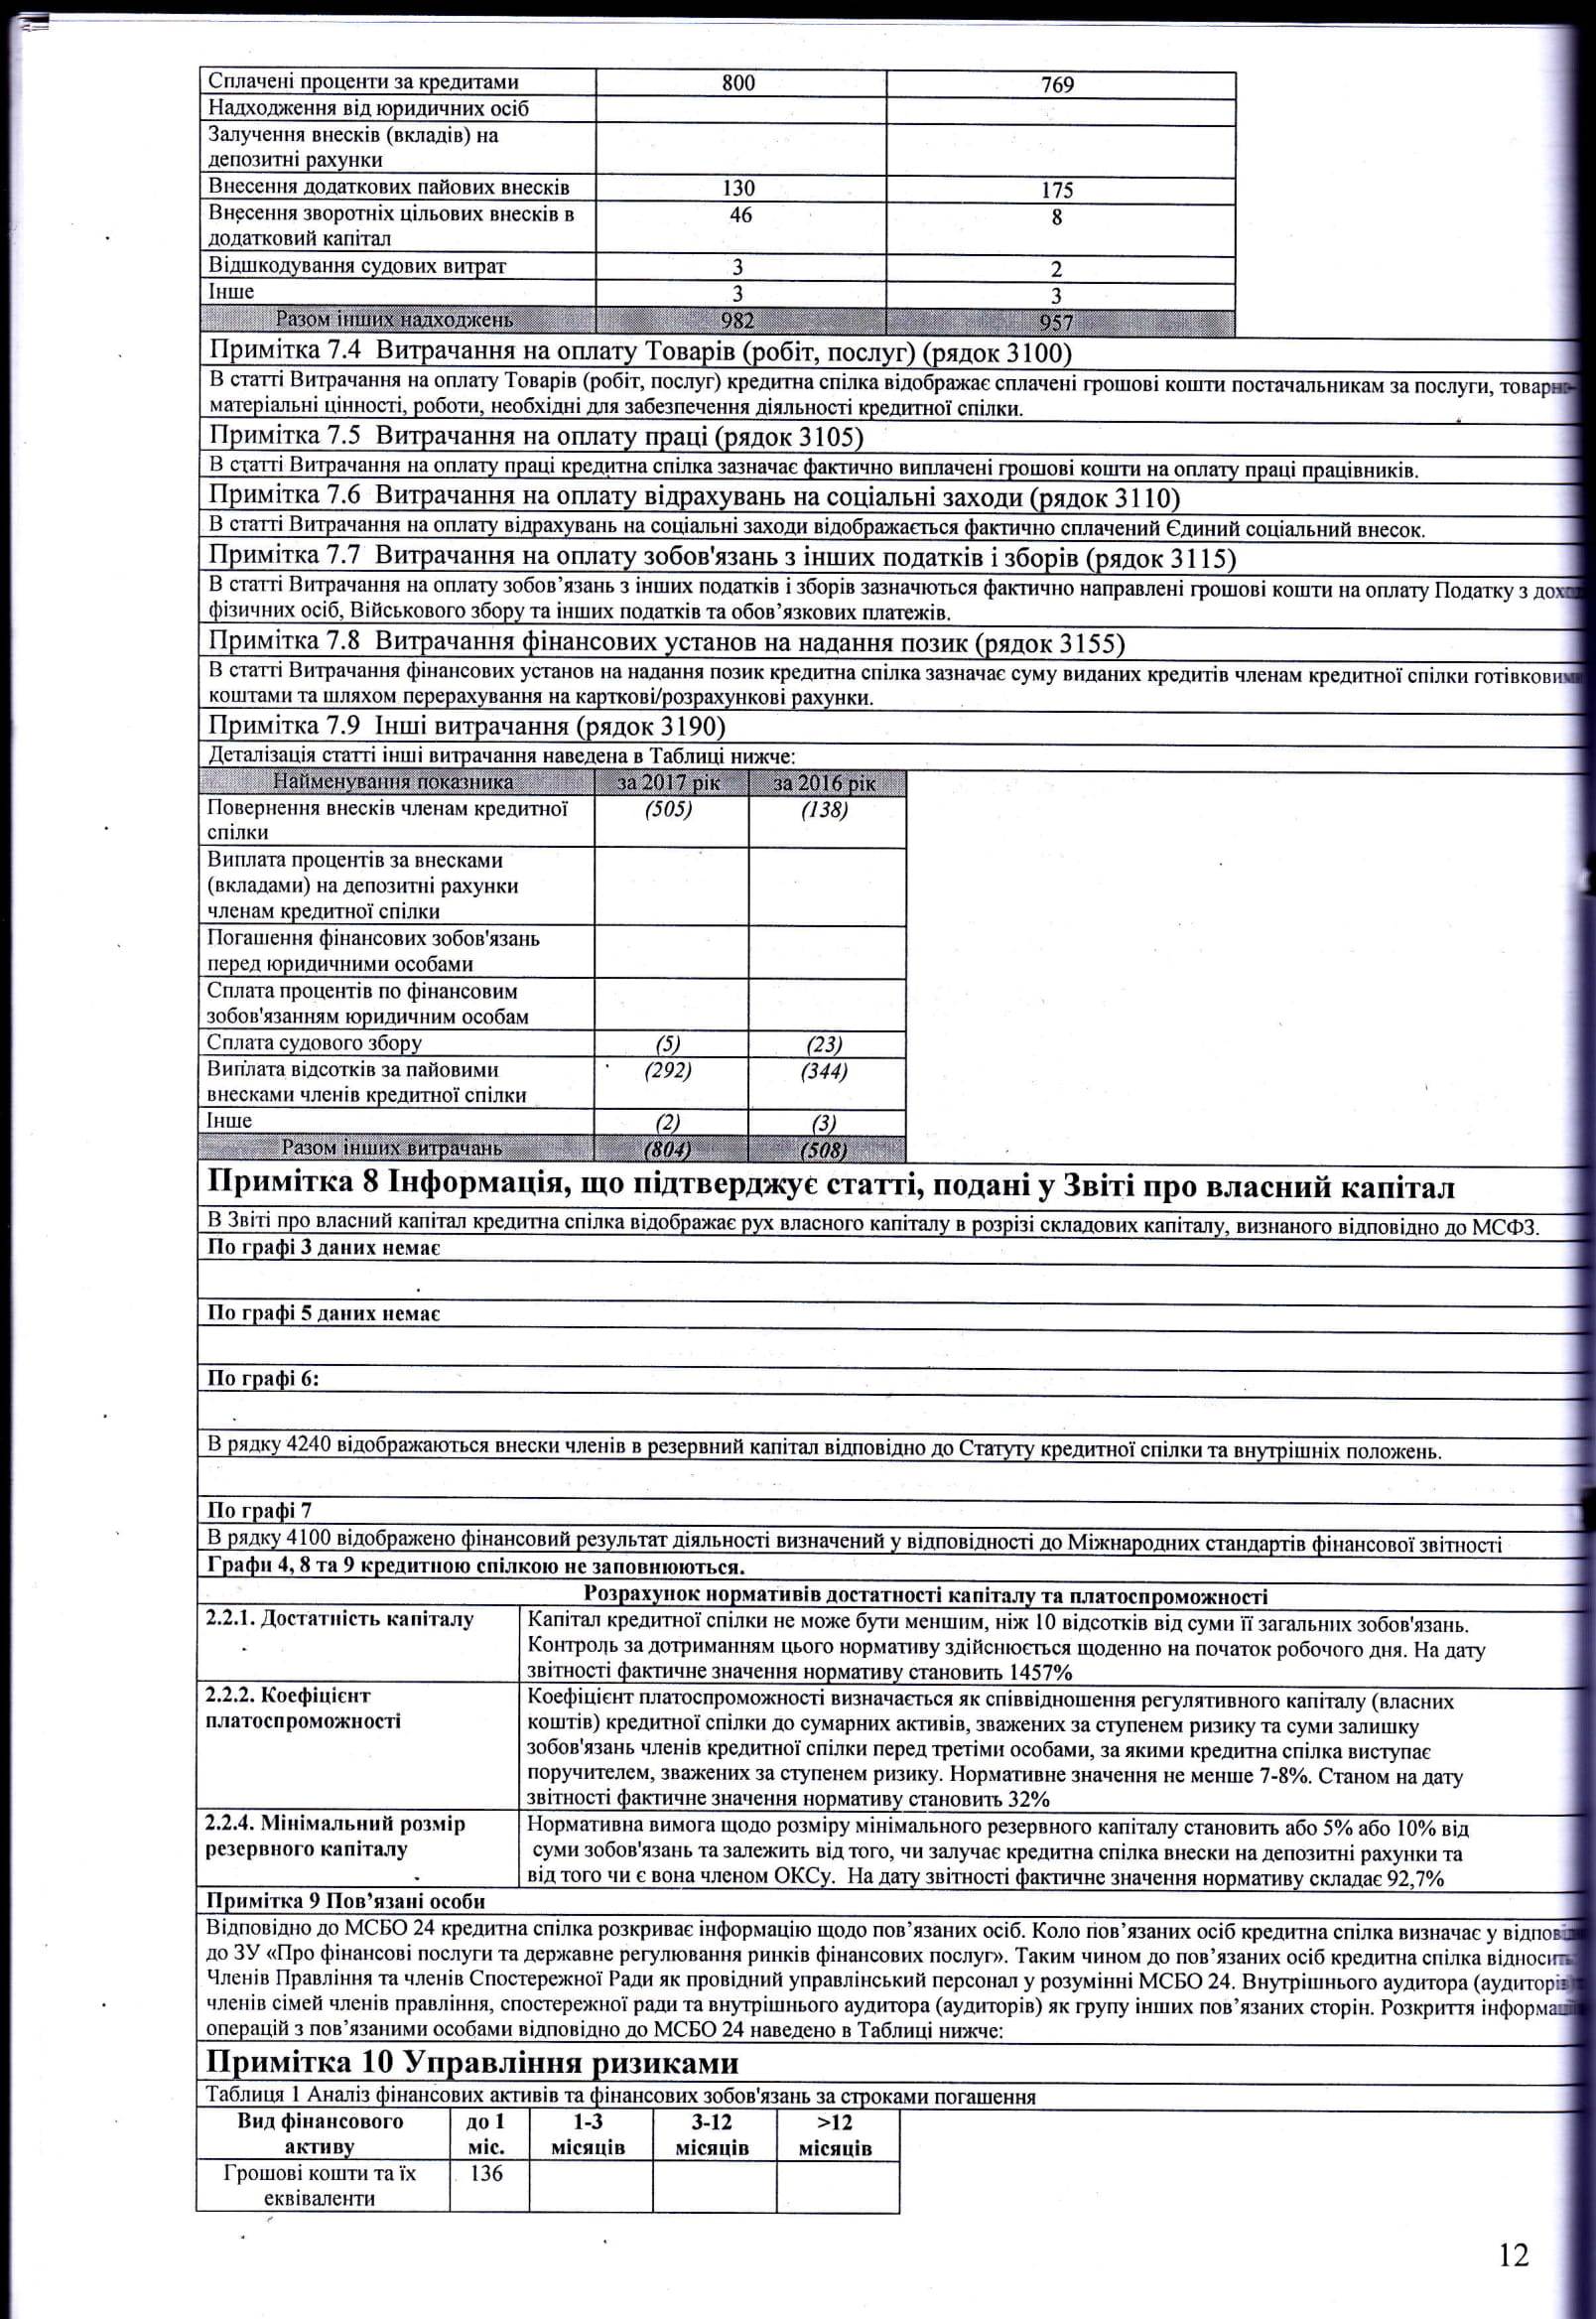 Сплачені проценти за кредитами 800 769
Надходження від юридичних осіб
Залучення внесків (вкладів) на
депозитні рахунки
Внесення додаткових пайових внесків 130 175
Внесення зворотніх цільових внесків в 46 8
додатковий капітал
Відшкодування судових витрат 3 2
Інше 3 3
Разом інших надходжень 982 957
Примітка 7.4 Витрачання на оплату Товарів (робіт, послуг) (рядок 3100)
В статті Витрачання на оплату Товарів (робіт, послуг) кредитна спілка відображає сплачені грошові кошти постачальникам за послуги,
матеріальні цінності, роботи, необхідні для забезпечення діяльності кредитної спілки.
Примітка 7.5 Витрачання на оплату праці (рядок 3105)
В статті Витрачання на оплату праці кредитна спілка зазначає фактично виплачені грошові кошти на оплату праці працівників.
Примітка 7.6 Витрачання на оплату відрахувань на соціальні заходи (рядок 3110)
В статті Витрачання на оплату відрахувань на соціальні заходи відображається фактично сплачений Єдиний соціальний внесок.
Примітка 7.7 Витрачання на оплату зобов'язань з інших податків і зборів (рядок 3115)
В статті Витрачання на оплату зобов’язань з інших податків і зборів зазначються фактично направлені грошові кошти на оплату Податку з
фізичних осіб, Військового збору та інших податків та обов’язкових платежів.
Примітка 7.8 Витрачання фінансових установ на надання позик (рядок 3155)
В статті Витрачання фінансових установ на надання позик кредитна спілка зазначає суму виданих кредитів членам кредитної спілки
коштами та шляхом перерахування на карткові/розрахункові рахунки.
Примітка 7.9 Інші витрачання (рядок 3190)
Деталізація статті інші витрачання наведена в Таблиці нижче:
Найменування показника за 2017 рік за 2016 рік
Повернення внесків членам кредитної (505) (138)
спілки
Виплата процентів за внесками
(вкладами) на депозитні рахунки
членам кредитної спілки
Погашення фінансових зобов'язань
перед юридичними особами
Сплата процентів по фінансовим
зобов'язанням юридичним особам
Сплата судового збору (5) (23)
Виплата відсотків за пайовими (292) (344)
внесками членів кредитної спілки
Інше (2) (3)
Разом інших витрачань (804) (508)
Примітка 8 Інформація, що підтверджує статті, подані у Звіті про власний капітал
В Звіті про власний капітал кредитна спілка відображає рух власного капіталу в розрізі складових капіталу, визнаного відповідно до МСФЗ.
По графі 3 даних немає
По графі 5 даних немає
По графі 6:
В рядку 4240 відображаються внески членів в резервний капітал відповідно до Статуту кредитної спілки та внутрішніх положень.
По графі 7
В рядку 4100 відображено фінансовий результат діяльності визначений у відповідності до Міжнародних стандартів фінансової звітності
Графи 4, 8 та 9 кредитною спілкою не заповнюються.
Розрахунок нормативів достатності капіталу та платоспроможності
2.2.1. Достатність капіталу Капітал кредитної спілки не може бути меншим, ніж 10 відсотків від суми її загальних зобов'язань.
Контроль за дотриманням цього нормативу здійснюється щоденно на початок робочого дня. На дату
звітності фактичне значення нормативу становить 1457%
2.2.2. Коефіцієнт Коефіцієнт платоспроможності визначається як співвідношення регулятивного капіталу (власних
платоспроможності коштів) кредитної спілки до сумарних активів, зважених за ступенем ризику та суми залишку
зобов'язань членів кредитної спілки перед третіми особами, за якими кредитна спілка виступає
поручителем, зважених за ступенем ризику. Нормативне значення не менше 7-8%. Станом на дату
звітності фактичне значення нормативу становить 32%
2.2.4. Мінімальний розмір Нормативна вимога щодо розміру мінімального резервного капіталу становить або 5% або 10% від
резервного капіталу суми зобов'язань та залежить від того, чи залучає кредитна спілка внески на депозитні рахунки та
від того чи є вона членом ОКСу. На дату звітності фактичне значення нормативу складає 92,7%
Примітка 9 Пов’язані особи
Відповідно до МСБО 24 кредитна спілка розкриває інформацію щодо пов’язаних осіб. Коло пов’язаних осіб кредитна спілка визначає у
до ЗУ «Про фінансові послуги та державне регулювання ринків фінансових послуг». Таким чином до пов’язаних осіб кредитна спілка
Членів Правління та членів Спостережної Ради як провідний управлінський персонал у розумінні МСБО 24. Внутрішнього аудитора
членів сімей членів правління, спостережної ради та внутрішнього аудитора (аудиторів) як групу інших пов’язаних сторін. Розкриття
операцій з пов’язаними особами відповідно до МСБО 24 наведено в Таблиці нижче:
Примітка 10 Управління ризиками
Таблиця 1 Аналіз фінансових активів та фінансових зобов'язань за строками погашення
Вид фінансового до 1 1-3 3-12 >12
активу міс. місяців місяців місяців
Грошові кошти та їх 136
еквіваленти
12